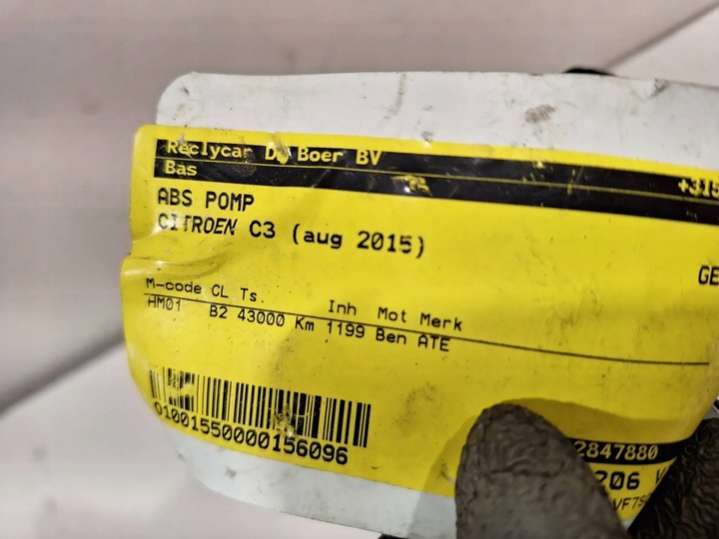 Reclycar De Boer BV
Bas +315
ABS POMP
CITROEN C3 (aug 2015)
GE
M-code CL Ts. Inh Mot Merk
HM01 B2 43000 Km 1199 Ben ATE
01001550000156096
2847880
206 V
VF7S